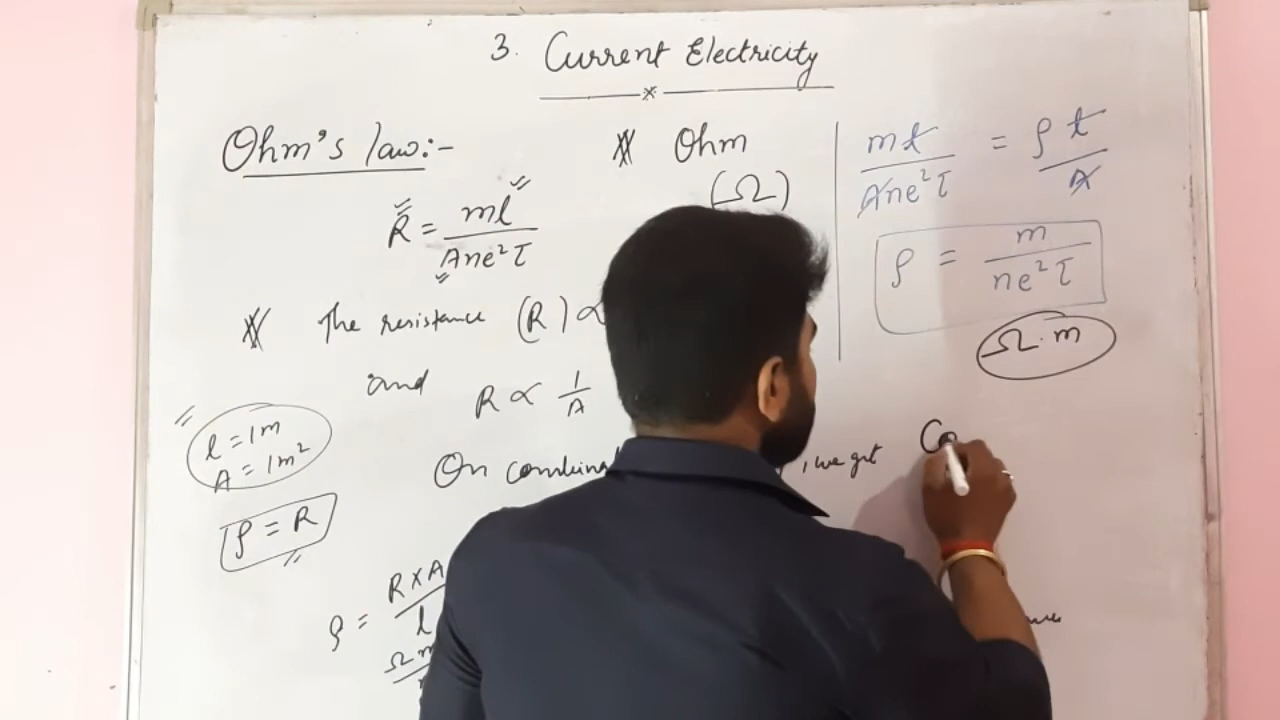 3. Current Electricity
Ohm's law:-
R = ml / Ane²τ
The resistance (R) ∝
and R ∝ 1/A
On combin , we get
l = 1m
A = 1m²
ρ = R
ρ = R×A / l
Ω m
Ohm
(Ω)
ml / Ane²τ = ρ l / A
ρ = m / ne²τ
Ω.m
Co